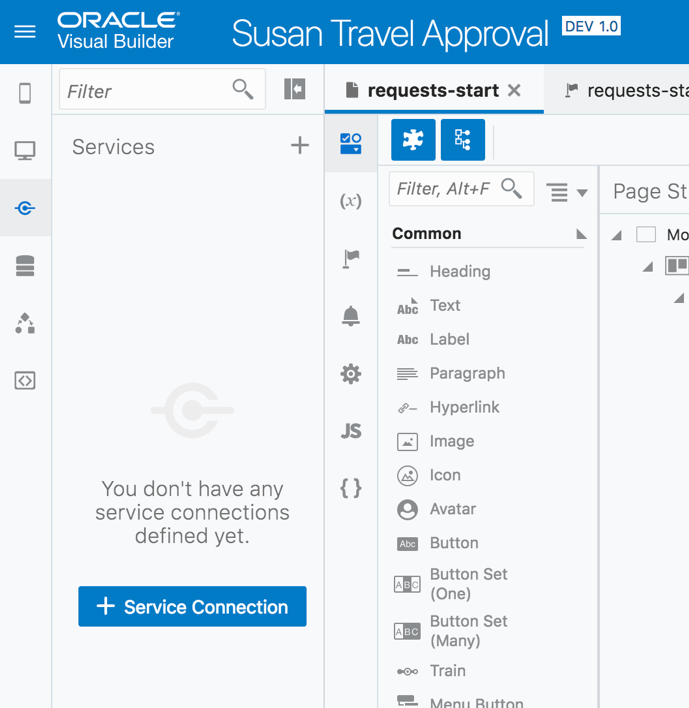 ORACLE®
Visual Builder
Susan Travel Approval
DEV 1.0
Filter
requests-start
requests-sta
Services
Filter, Alt+F
Page St
(x)
Common
Mo
Heading
Abc
Text
Abc
Label
Paragraph
Hyperlink
Image
JS
Icon
{ }
You don't have any
service connections
defined yet.
Avatar
Abc
Button
ABC
Button Set
(One)
Service Connection
ABC
Button Set
(Many)
Train
Menu Button